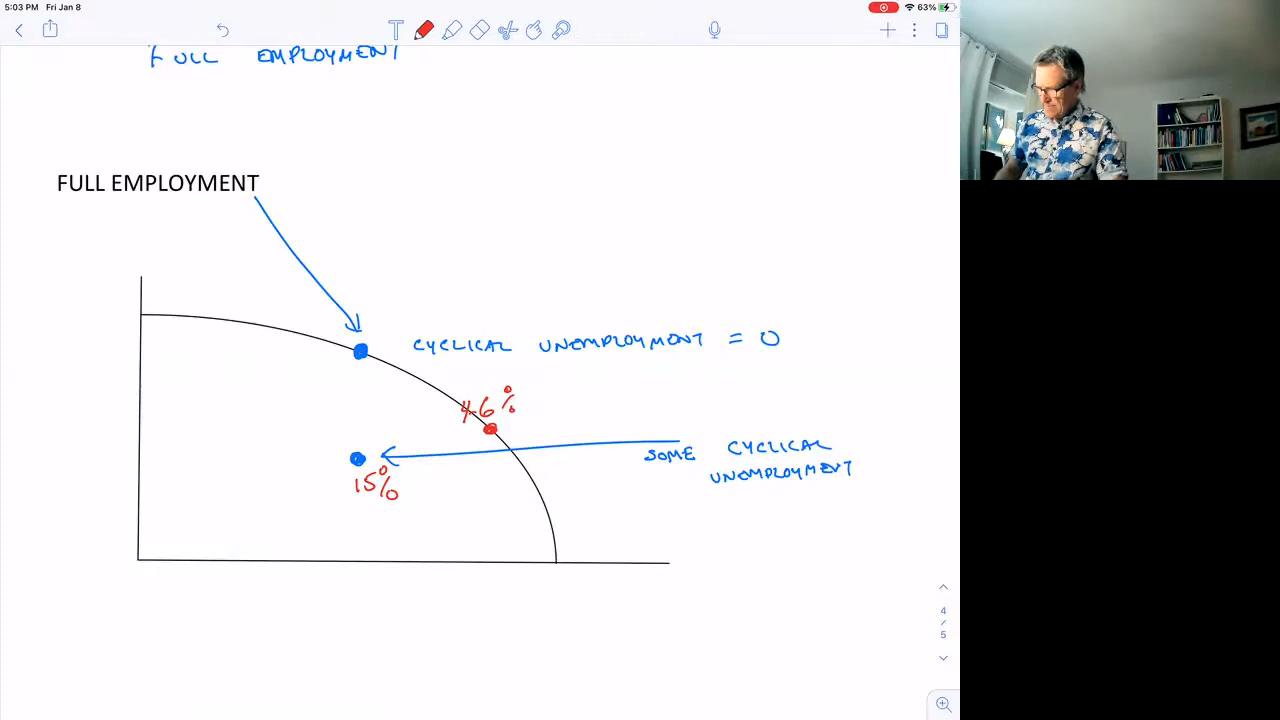 5:03 PM Fri Jan 8
63%
FULL EMPLOYMENT
FULL EMPLOYMENT
CYCLICAL UNEMPLOYMENT = 0
4-6%
SOME CYCLICAL
UNEMPLOYMENT
15%
4
/
5